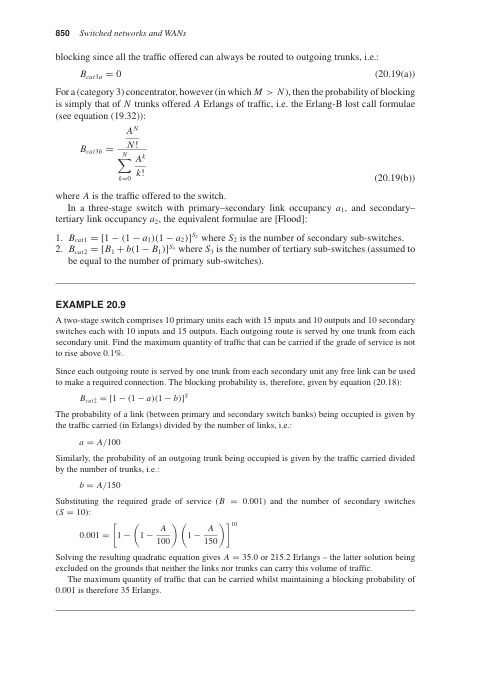 850 Switched networks and WANs
blocking since all the traffic offered can always be routed to outgoing trunks, i.e.:
B_{cat3a} = 0 (20.19(a))
For a (category 3) concentrator, however (in which M > N), then the probability of blocking
is simply that of N trunks offered A Erlangs of traffic, i.e. the Erlang-B lost call formulae
(see equation (19.32)):
B_{cat3b} = \frac{\frac{A^N}{N!}}{\sum_{k=0}^{N} \frac{A^k}{k!}} (20.19(b))
where A is the traffic offered to the switch.
In a three-stage switch with primary–secondary link occupancy a_1, and secondary–
tertiary link occupancy a_2, the equivalent formulae are [Flood]:
1. B_{cat1} = [1 − (1 − a_1)(1 − a_2)]^{S_2} where S_2 is the number of secondary sub-switches.
2. B_{cat2} = [B_1 + b(1 − B_1)]^{S_3} where S_3 is the number of tertiary sub-switches (assumed to
be equal to the number of primary sub-switches).
EXAMPLE 20.9
A two-stage switch comprises 10 primary units each with 15 inputs and 10 outputs and 10 secondary
switches each with 10 inputs and 15 outputs. Each outgoing route is served by one trunk from each
secondary unit. Find the maximum quantity of traffic that can be carried if the grade of service is not
to rise above 0.1%.
Since each outgoing route is served by one trunk from each secondary unit any free link can be used
to make a required connection. The blocking probability is, therefore, given by equation (20.18):
B_{cat2} = [1 − (1 − a)(1 − b)]^S
The probability of a link (between primary and secondary switch banks) being occupied is given by
the traffic carried (in Erlangs) divided by the number of links, i.e.:
a = A/100
Similarly, the probability of an outgoing trunk being occupied is given by the traffic carried divided
by the number of trunks, i.e.:
b = A/150
Substituting the required grade of service (B = 0.001) and the number of secondary switches
(S = 10):
0.001 = \left[1 − \left(1 − \frac{A}{100}\right)\left(1 − \frac{A}{150}\right)\right]^{10}
Solving the resulting quadratic equation gives A = 35.0 or 215.2 Erlangs – the latter solution being
excluded on the grounds that neither the links nor trunks can carry this volume of traffic.
The maximum quantity of traffic that can be carried whilst maintaining a blocking probability of
0.001 is therefore 35 Erlangs.